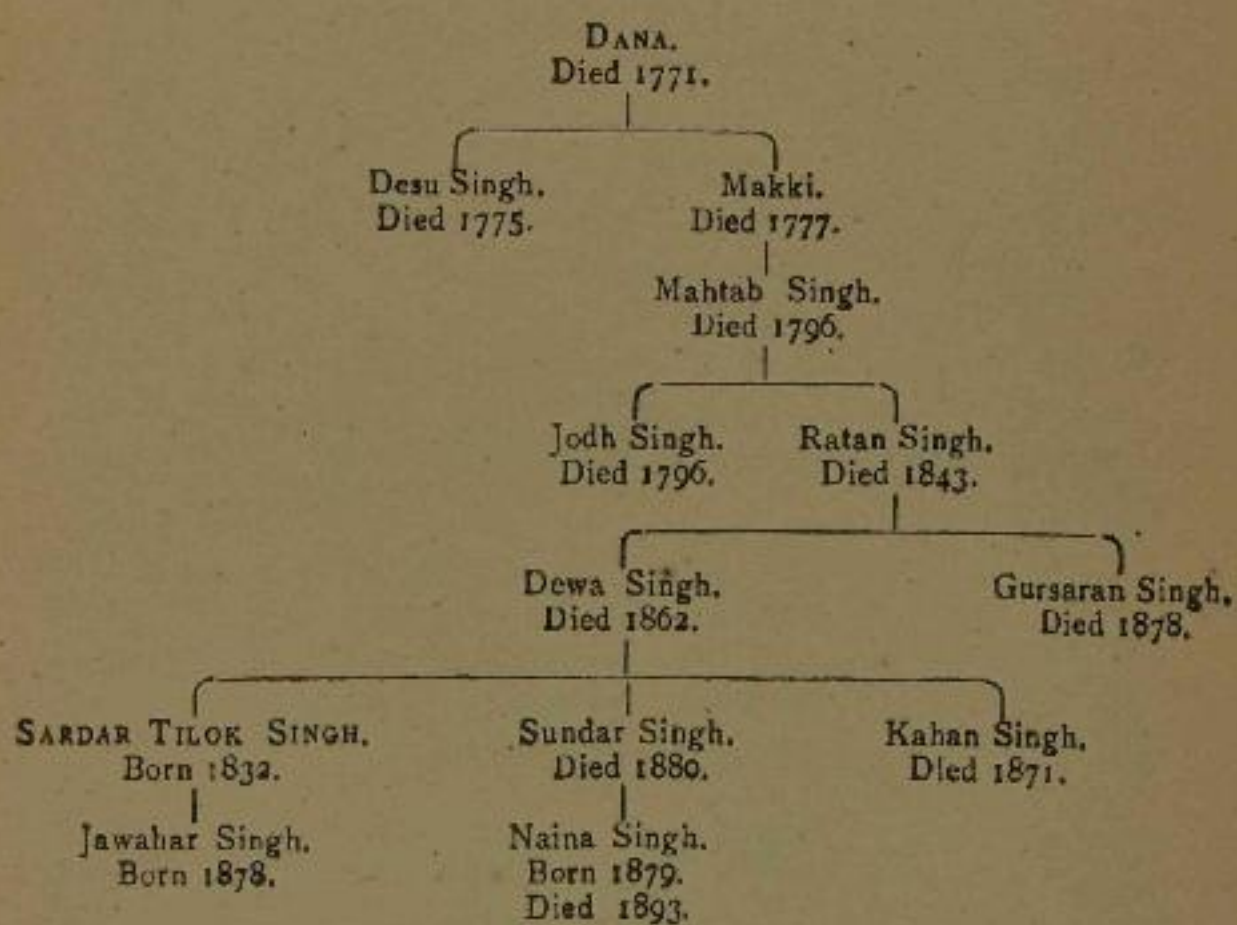 DANA.
Died 1771.
Desu Singh.
Died 1775.
Makki.
Died 1777.
Mahtab Singh.
Died 1796.
Jodh Singh.
Died 1796.
Ratan Singh.
Died 1843.
Dewa Singh.
Died 1862.
Gursaran Singh.
Died 1878.
SARDAR TILOK SINGH.
Born 1832.
Sundar Singh.
Died 1880.
Kahan Singh.
Died 1871.
Jawahar Singh.
Born 1878.
Naina Singh.
Born 1879.
Died 1893.